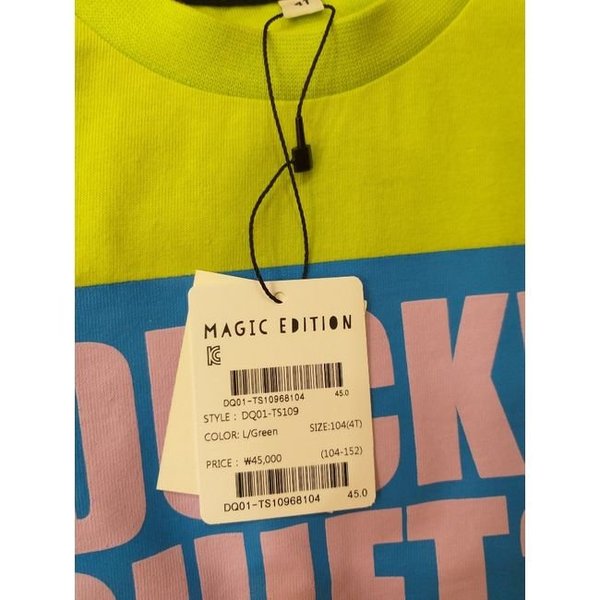 MAGIC EDITION
DQ01-TS10968104 45.0
STYLE : DQ01-TS109
COLOR: L/Green SIZE:104(4T)
PRICE : ₩45,000 (104-152)
DQ01-TS10968104 45.0